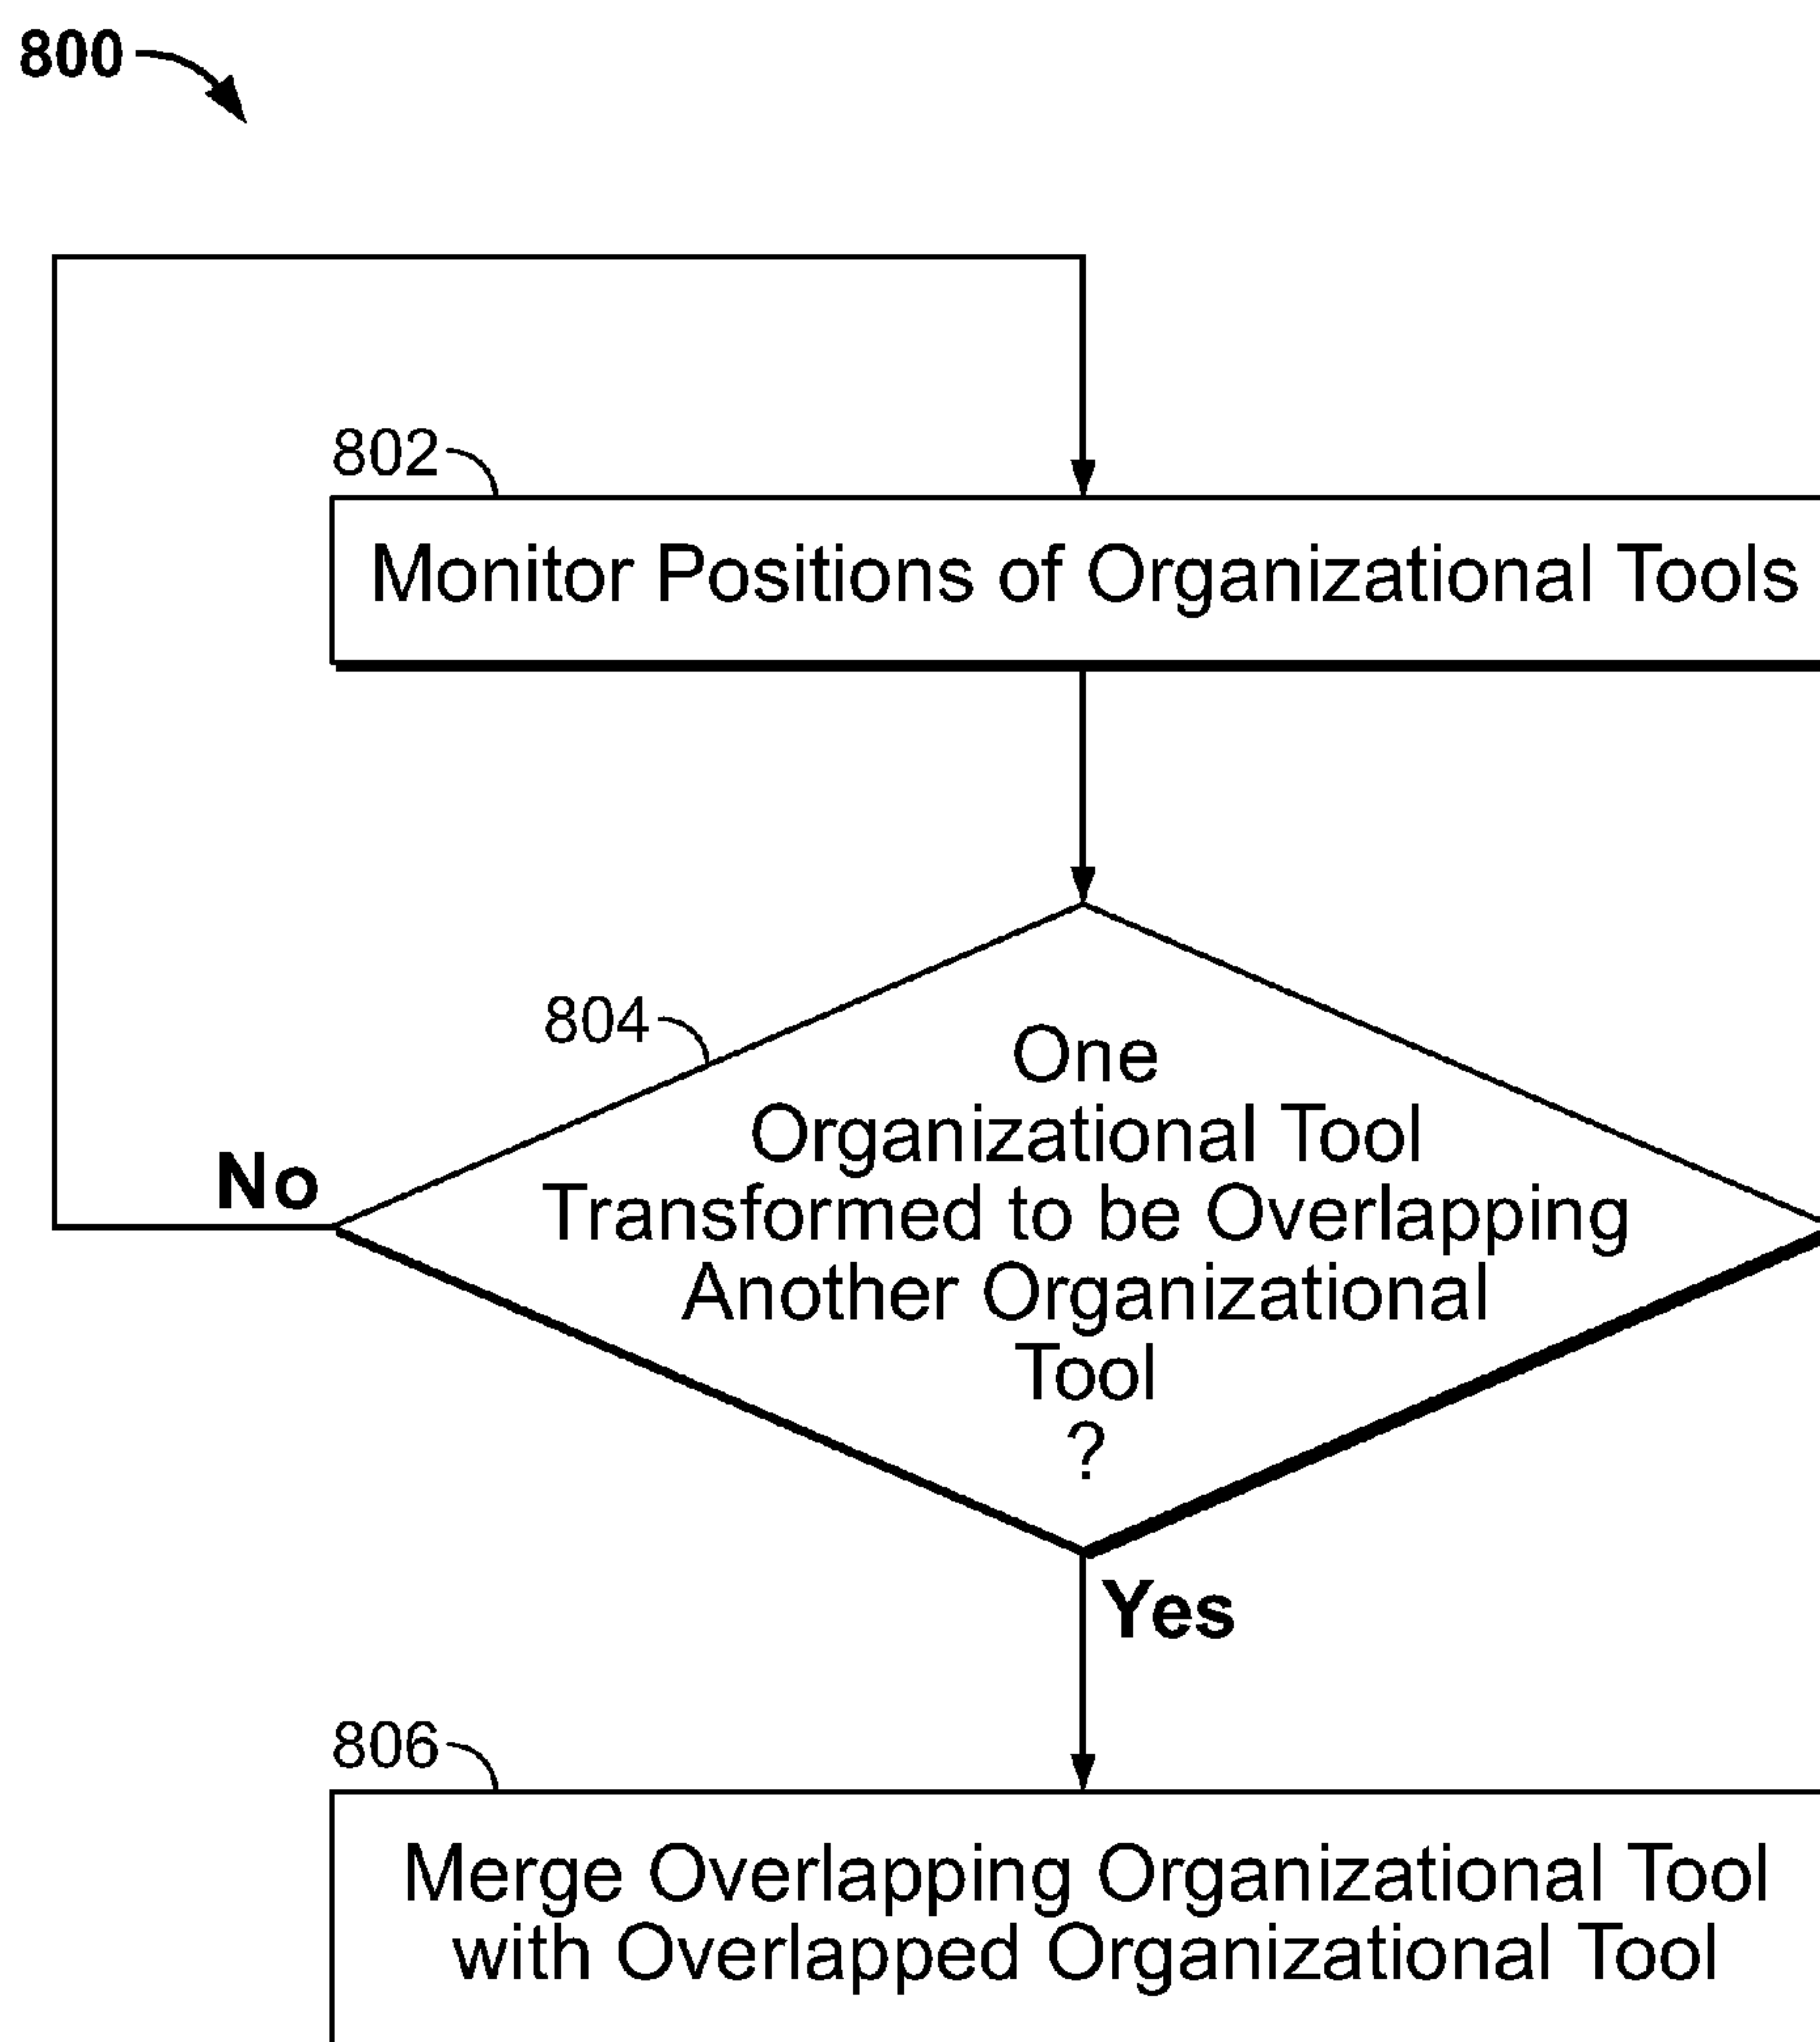 800
802
Monitor Positions of Organizational Tools
804
One
Organizational Tool
Transformed to be Overlapping
Another Organizational
Tool
?
No
Yes
806
Merge Overlapping Organizational Tool
with Overlapped Organizational Tool